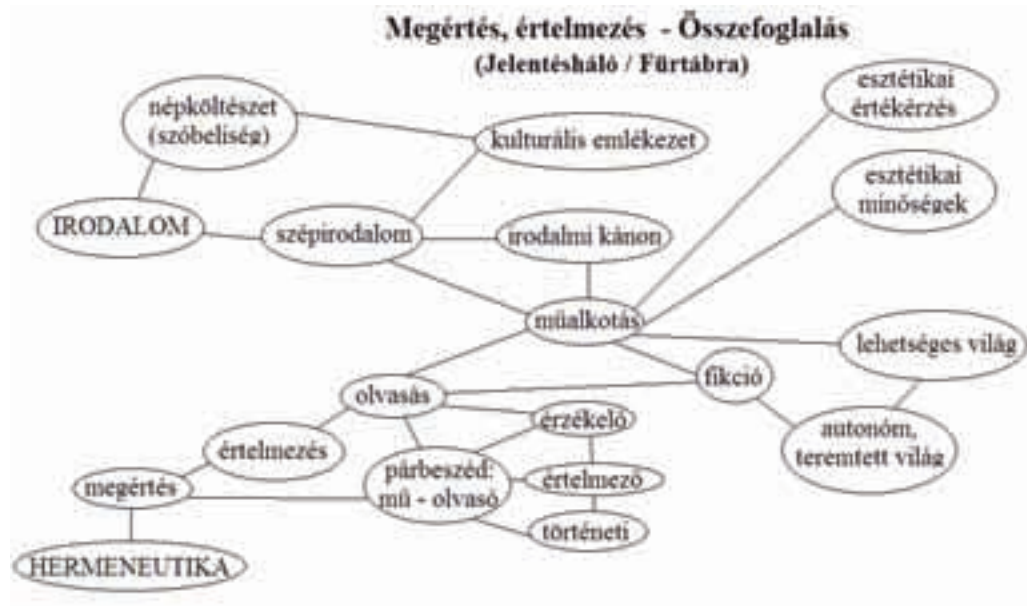 Megértés, értelmezés - Összefoglalás
(Jelentésháló / Fürtábra)
népköltészet
(szóbeliség)
kulturális emlékezet
esztétikai
értékérzés
esztétikai
minőségek
IRODALOM
szépirodalom
irodalmi kánon
műalkotás
lehetséges világ
fikció
olvasás
autonóm,
teremtett világ
érzékelő
értelmezés
párbeszéd:
mű - olvasó
értelmező
megértés
történeti
HERMENEUTIKA